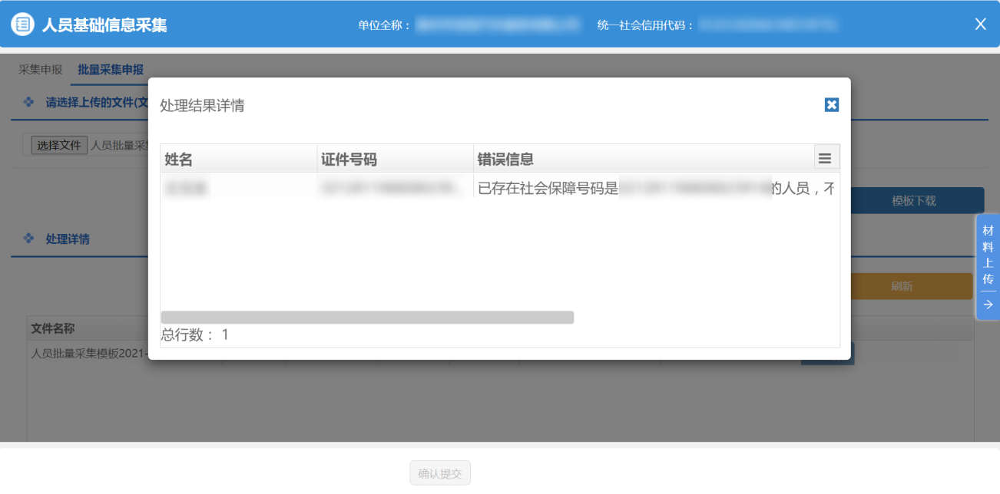 人员基础信息采集
单位全称：
统一社会信用代码：
X
采集申报
批量采集申报
请选择上传的文件(文
选择文件 人员批量采集
模板下载
处理详情
刷新
文件名称
人员批量采集模板2021-
处理结果详情
姓名 证件号码 错误信息
已存在社会保障号码是 的人员，不
总行数： 1
材料上传
确认提交